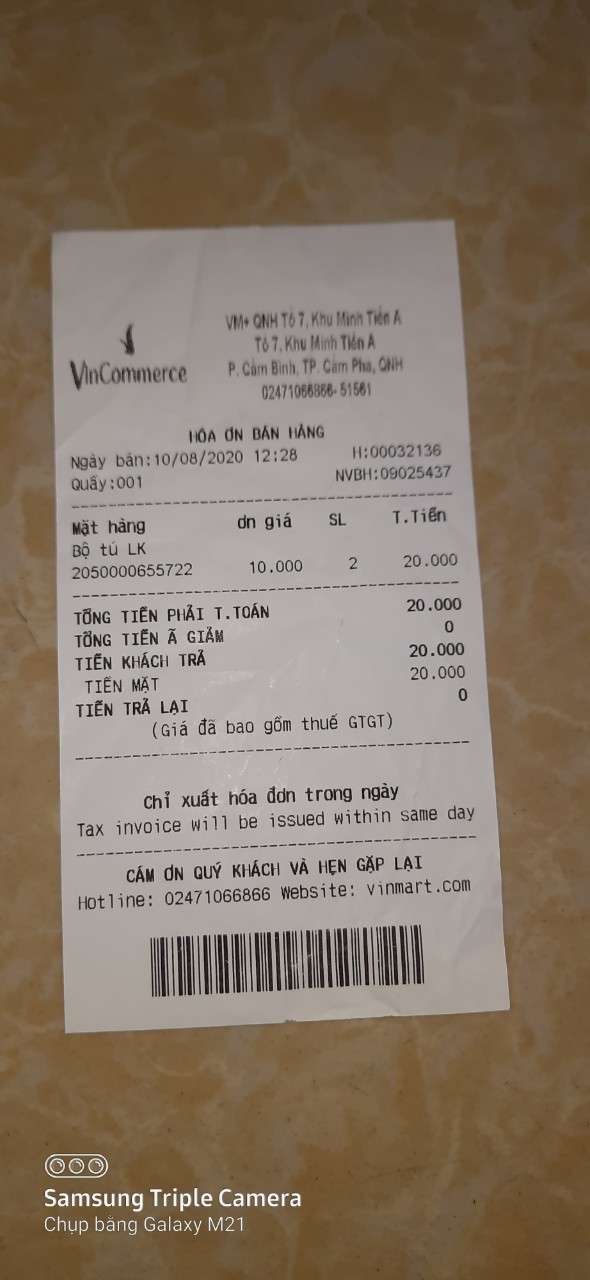 VinCommerce
VM+ QNH Tổ 7, Khu Minh Tiến A
Tổ 7, Khu Minh Tiến A
P. Cẩm Bình, TP. Cẩm Phả, QNH
02471066866- 51561
HÓA ƠN BÁN HÀNG
Ngày bán:10/08/2020 12:28 H:00032136
Quầy:001 NVBH:09025437
Mặt hàng ơn giá SL T.Tiền
Bộ tú LK
2050000655722 10.000 2 20.000
TỔNG TIỀN PHẢI T.TOÁN 20.000
TỔNG TIỀN Ã GIẢM 0
TIỀN KHÁCH TRẢ 20.000
TIỀN MẶT 20.000
TIỀN TRẢ LẠI 0
(Giá đã bao gồm thuế GTGT)
Chỉ xuất hóa đơn trong ngày
Tax invoice will be issued within same day
CÁM ƠN QUÝ KHÁCH VÀ HẸN GẶP LẠI
Hotline: 02471066866 Website: vinmart.com
Samsung Triple Camera
Chụp bằng Galaxy M21